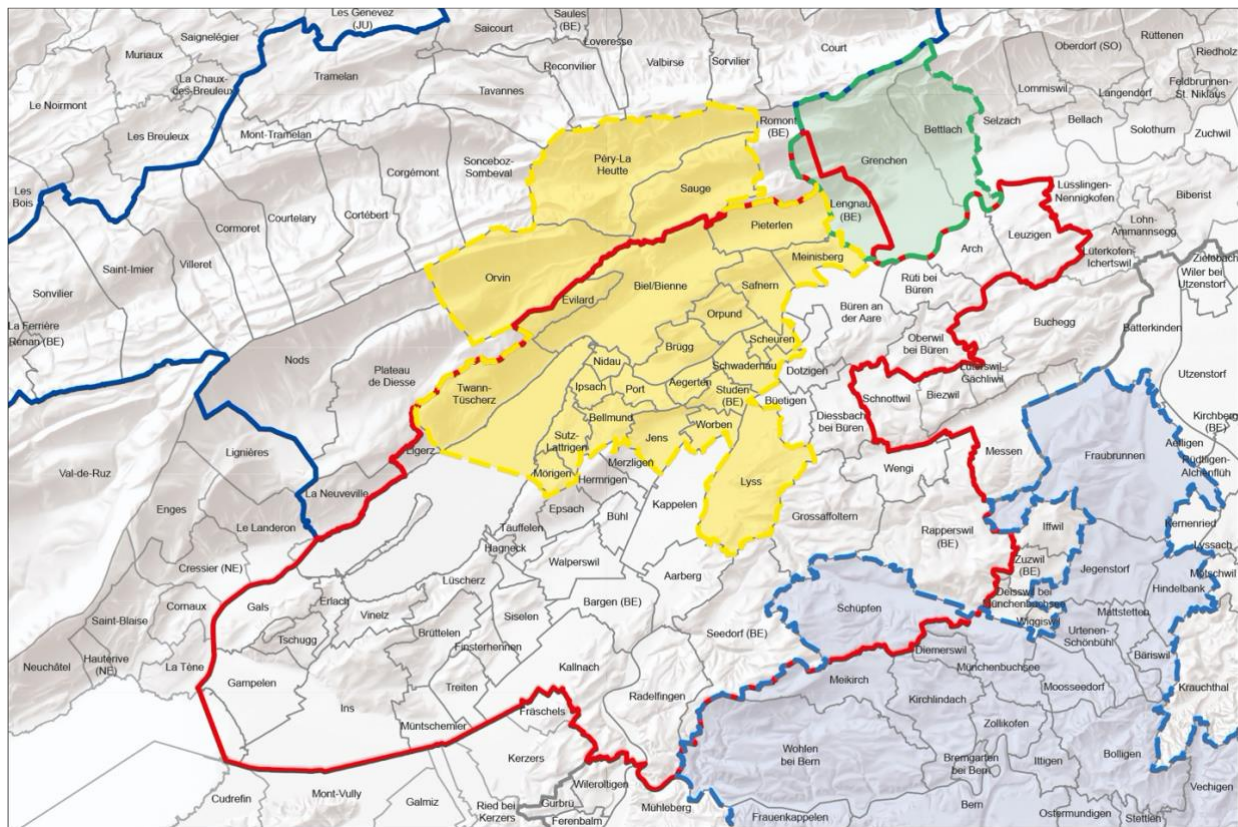 Les Genevez
(JU)
Saules
(BE)
Saignelégier
Saicourt
Loveresse
Court
Rüttenen
Muriaux
Oberdorf (SO)
Riedholz
La Chaux-
des-Breuleux
Tramelan
Reconvilier
Valbirse
Sorvilier
Tavannes
Feldbrunnen-
St. Niklaus
Le Noirmont
Lommiswil
Langendorf
Les Breuleux
Mont-Tramelan
Romont
(BE)
Bettlach
Selzach
Bellach
Solothurn
Zuchwil
Péry-La
Heutte
Grenchen
Corgémont
Sonceboz-
Sombeval
Les
Bois
Sauge
Lüsslingen-
Nennigkofen
Biberist
Courtelary
Cortébert
Lengnau
(BE)
Cormoret
Pieterlen
Leuzigen
Lohn-
Ammannsegg
Arch
Saint-Imier
Villeret
Orvin
Meinisberg
Lüterkofen-
Ichertswil
Zielebach
Wiler bei
Utzenstorf
Rüti bei
Büren
Sonvilier
Evilard
Biel/Bienne
Safnern
Büren an
der Aare
Orpund
Buchegg
La Ferrière
Renan (BE)
Bätterkinden
Nods
Plateau
de Diesse
Nidau
Brügg
Scheuren
Oberwil
bei Büren
Schwadernau
Dotzigen
Lüterswil-
Gächliwil
Utzenstorf
Twann-
Tüscherz
Ipsach
Port
Aegerten
Studen
(BE)
Büetigen
Schnottwil
Biezwil
Bellmund
Diessbach
bei Büren
Kirchberg
(BE)
Sutz-
Lattrigen
Worben
Jens
Val-de-Ruz
Lignières
Ligerz
Messen
Aefligen
Fraubrunnen
Rüdtligen-
Alchenflüh
Mörigen
Merzligen
Wengi
Hermrigen
Lyss
La Neuveville
Enges
Epsach
Kappelen
Bühl
Kernenried
Le Landeron
Täuffelen
Grossaffoltern
Iffwil
Rapperswil
(BE)
Hagneck
Lyssach
Walperswil
Zuzwil
(BE)
Cressier (NE)
Jegenstorf
Mötschwil
Aarberg
Lüscherz
Hindelbank
Deisswil bei
Münchenbuchsee
Cornaux
Gals
Erlach
Vinelz
Siselen
Bargen (BE)
Schüpfen
Mattstetten
Saint-Blaise
Wiggiswil
Tschugg
Brüttelen
Seedorf (BE)
Urtenen-
Schönbühl
Finsterhennen
Diemerswil
Bäriswil
Neuchâtel
Hauterive
(NE)
La Tène
Kallnach
Münchenbuchsee
Gampelen
Treiten
Meikirch
Moosseedorf
Krauchthal
Radelfingen
Kirchlindach
Ins
Fräschels
Müntschemier
Zollikofen
Wohlen
bei Bern
Kerzers
Bremgarten
bei Bern
Ittigen
Bolligen
Wileroltigen
Vechigen
Cudrefin
Mont-Vully
Galmiz
Ried bei
Kerzers
Gurbrü
Mühleberg
Bern
Ferenbalm
Frauenkappelen
Ostermundigen
Stettlen